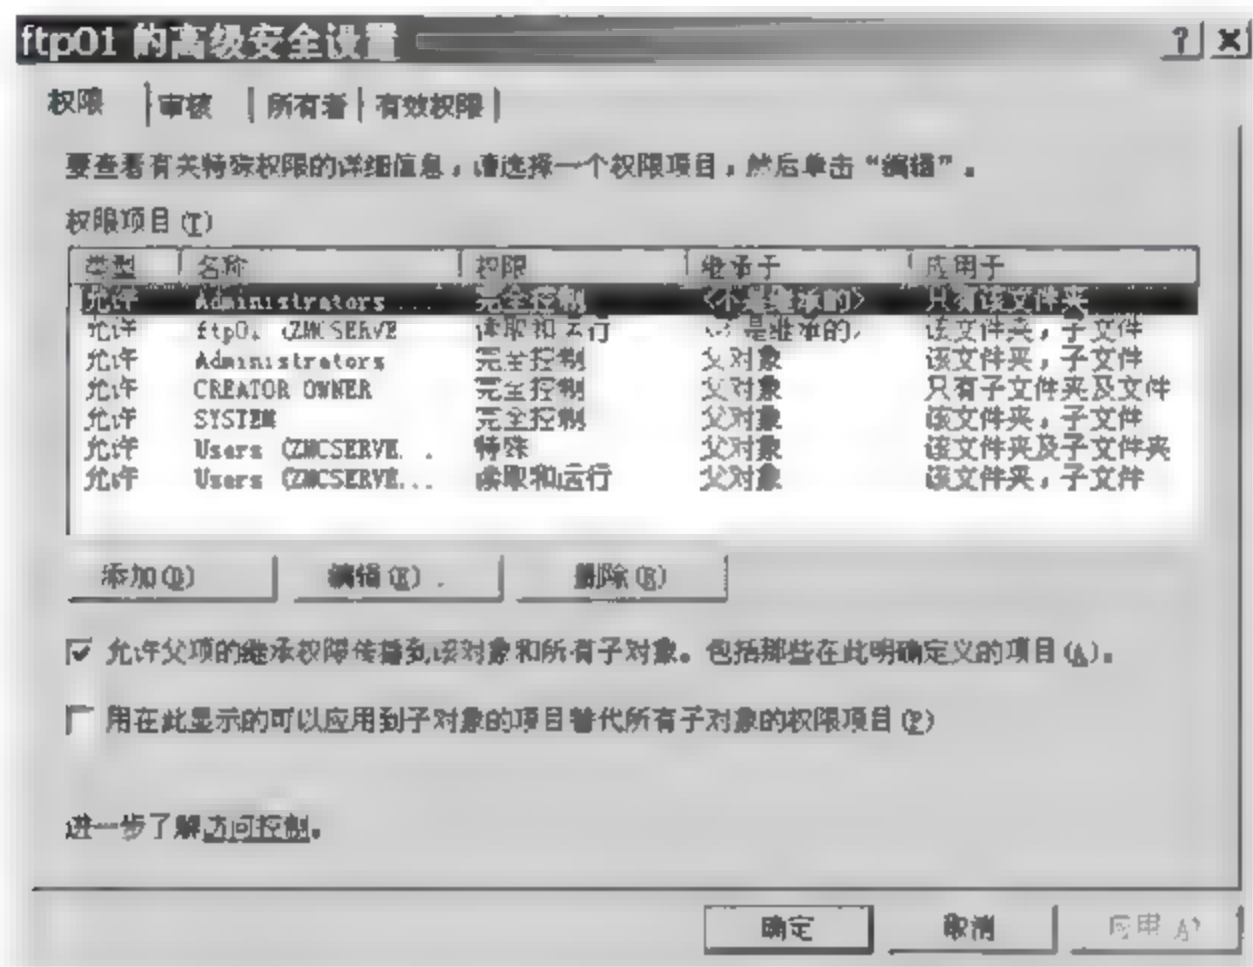 ftp01 的高级安全设置
权限 审核 所有者 有效权限
要查看有关特殊权限的详细信息，请选择一个权限项目，然后单击“编辑”。
权限项目(T)
类型 名称 权限 继承于 应用于
允许 Administrators ... 完全控制 <不是继承的> 只有该文件夹
允许 ftp01 (ZMCSERVE 读取和运行 <不是继承的> 该文件夹，子文件
允许 Administrators 完全控制 父对象 该文件夹，子文件
允许 CREATOR OWNER 完全控制 父对象 只有子文件夹及文件
允许 SYSTEM 完全控制 父对象 该文件夹，子文件
允许 Users (ZMCSERVE... 特殊 父对象 该文件夹及子文件夹
允许 Users (ZMCSERVE... 读取和运行 父对象 该文件夹，子文件
添加(D) 编辑(E). 删除(R)
允许父项的继承权限传播到该对象和所有子对象。包括那些在此明确定义的项目(A)。
用在此显示的可以应用到子对象的项目替代所有子对象的权限项目(P)
进一步了解访问控制。
确定 取消 应用(A)